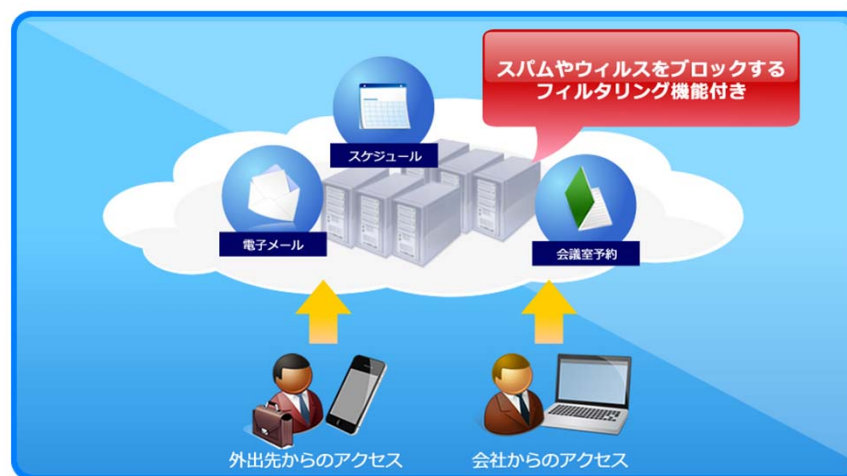 スパムやウィルスをブロックする
フィルタリング機能付き
スケジュール
電子メール
会議室予約
外出先からのアクセス
会社からのアクセス